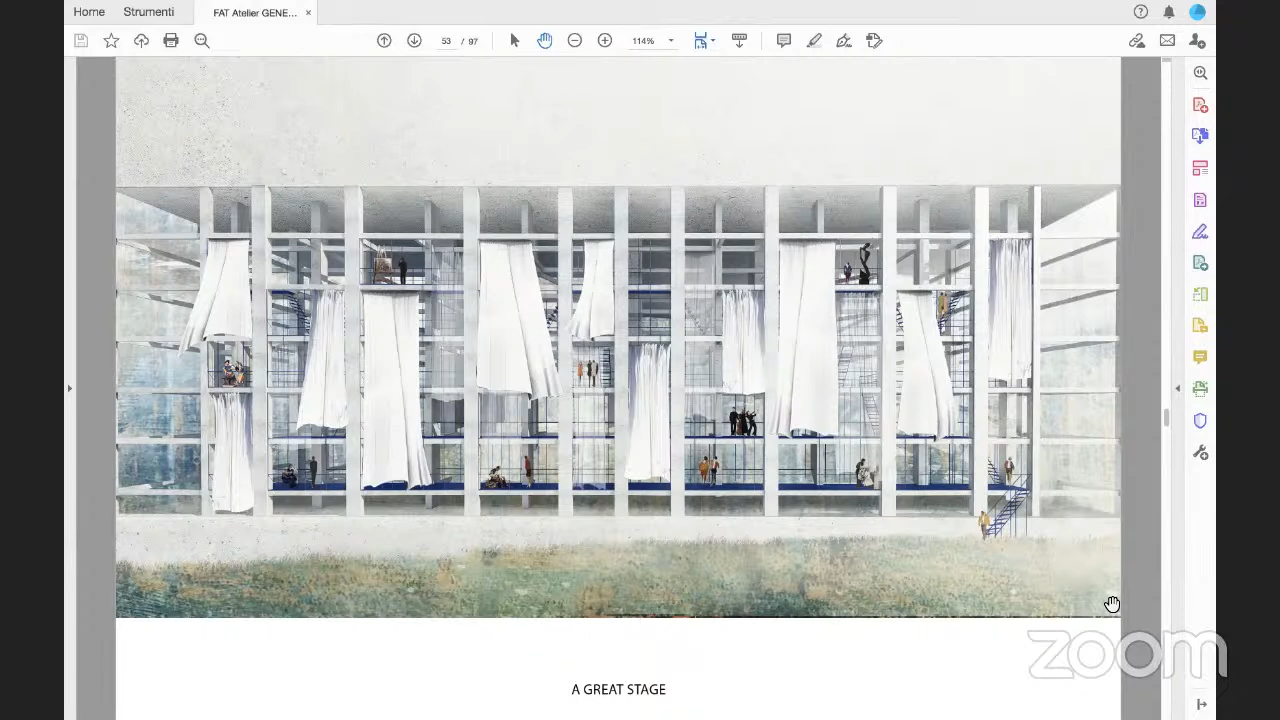 Home Strumenti FAT Atelier GENE... ×
53 / 97 114%
zoom
A GREAT STAGE